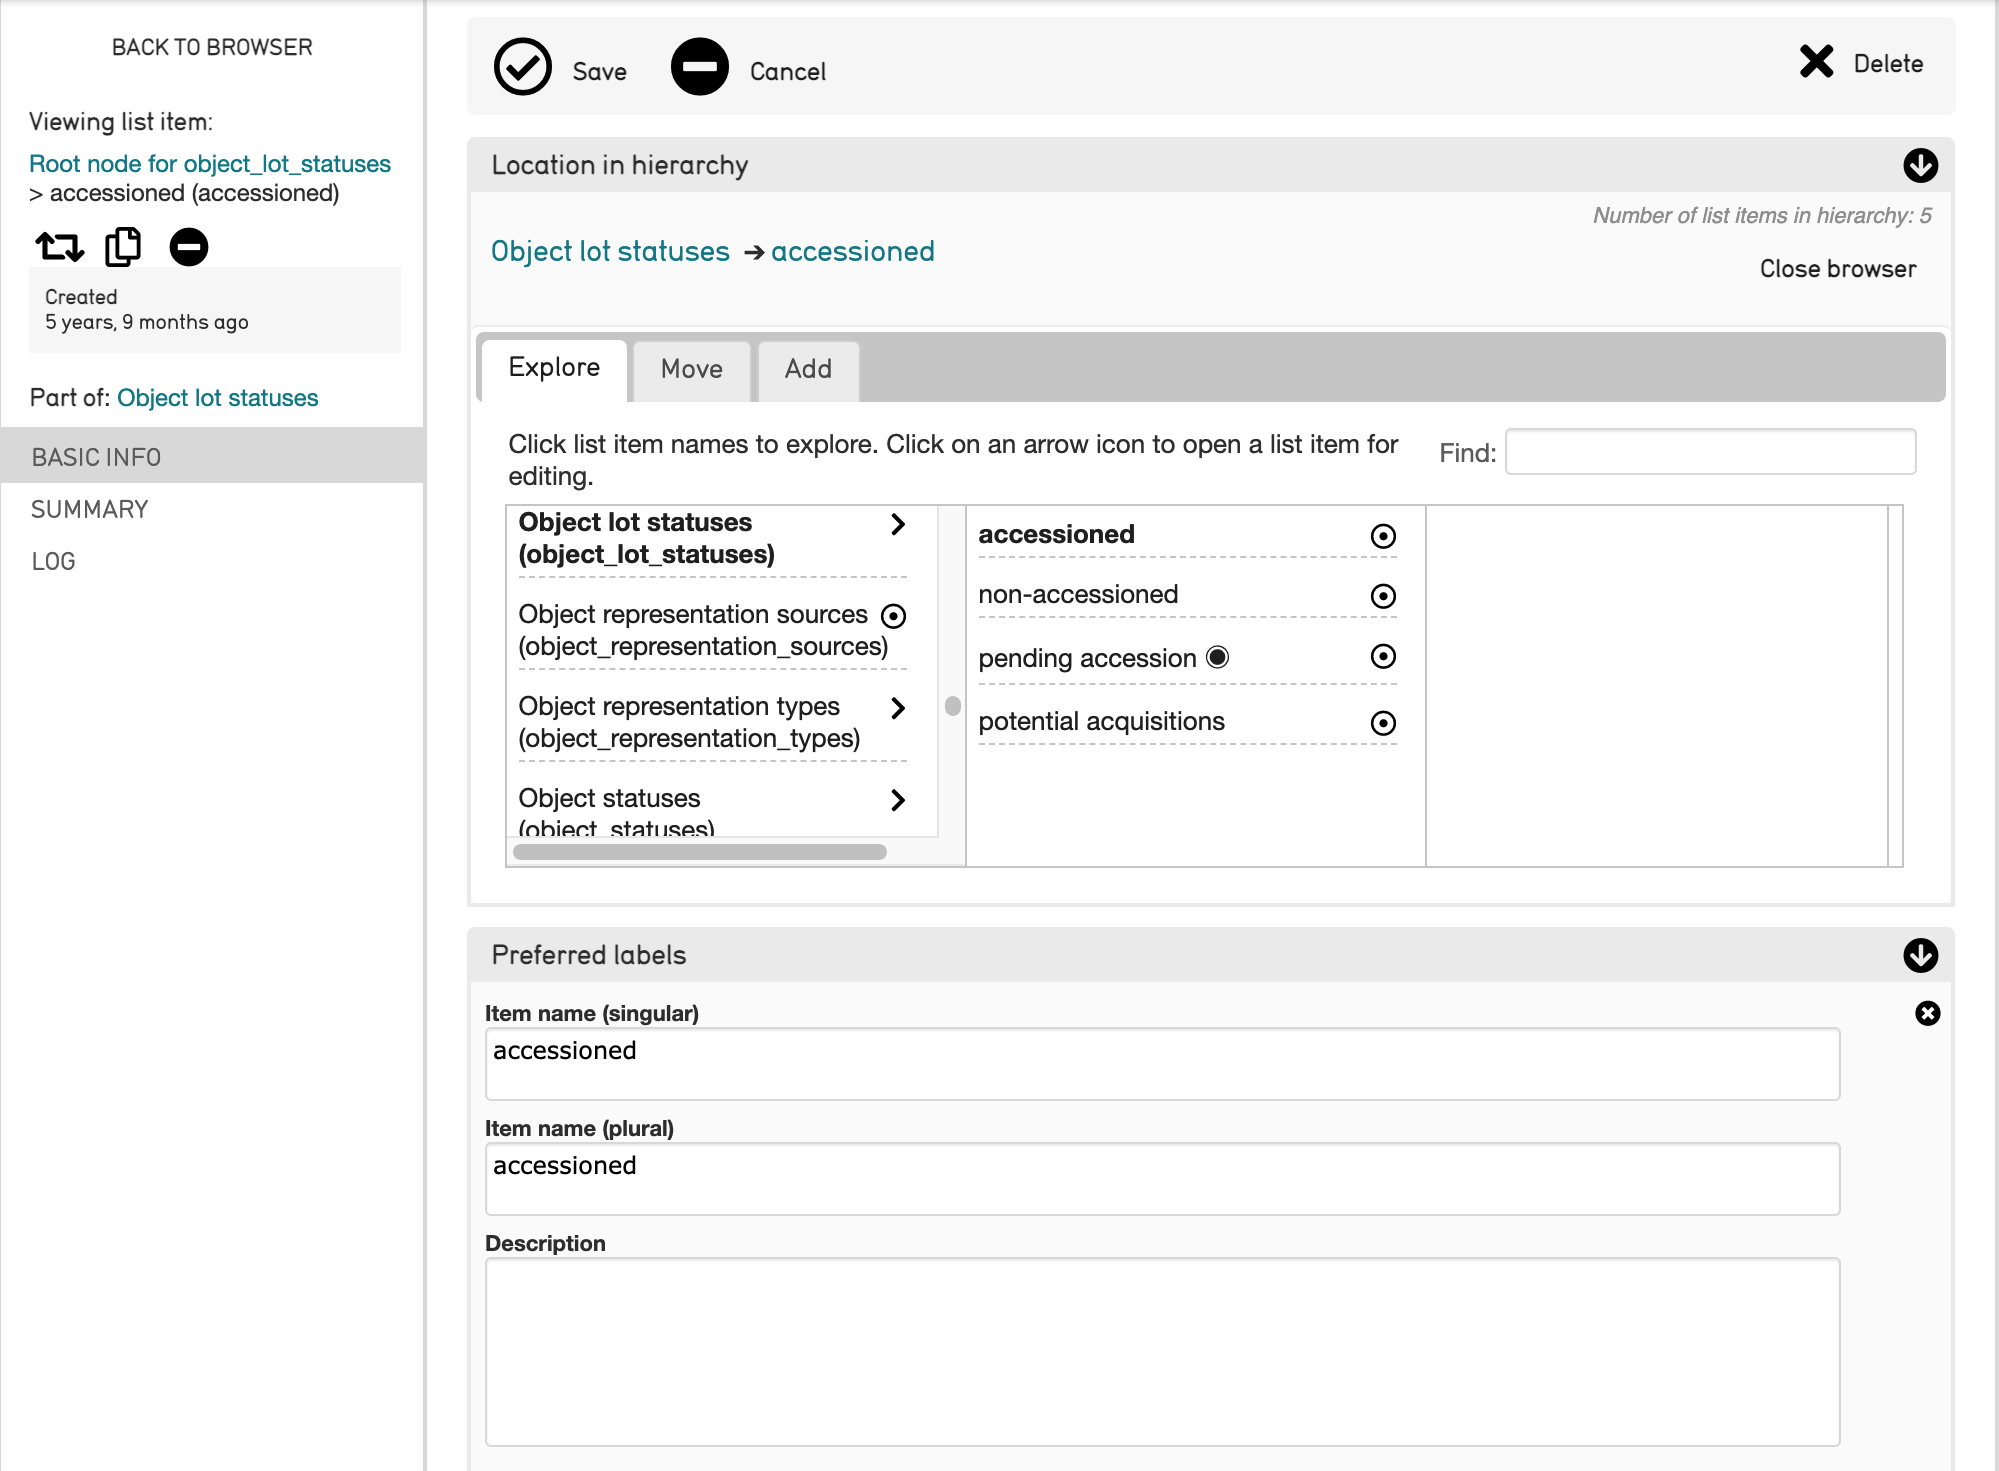 BACK TO BROWSER
Viewing list item:
Root node for object_lot_statuses
> accessioned (accessioned)
Created
5 years, 9 months ago
Part of: Object lot statuses
BASIC INFO
SUMMARY
LOG
Save
Cancel
Delete
Location in hierarchy
Number of list items in hierarchy: 5
Object lot statuses ➔ accessioned
Close browser
Explore
Move
Add
Click list item names to explore. Click on an arrow icon to open a list item for
editing.
Find:
Object lot statuses
(object_lot_statuses)
Object representation sources
(object_representation_sources)
Object representation types
(object_representation_types)
Object statuses
(object_statuses)
accessioned
non-accessioned
pending accession
potential acquisitions
Preferred labels
Item name (singular)
accessioned
Item name (plural)
accessioned
Description